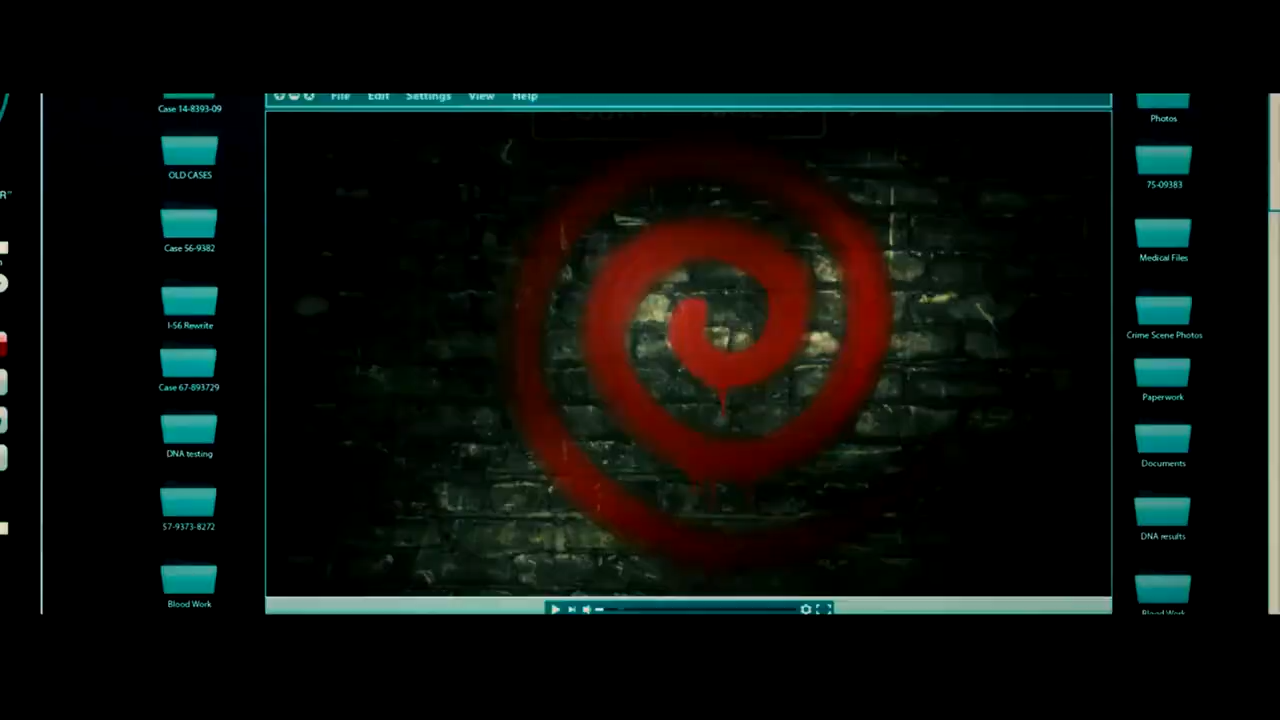 File Edit Settings View Help
Case 14-8393-09
OLD CASES
Case 56-9382
I-56 Rewrite
Case 67-893729
DNA testing
57-9373-8272
Blood Work
Photos
75-09383
Medical Files
Crime Scene Photos
Paperwork
Documents
DNA results
Blood Work